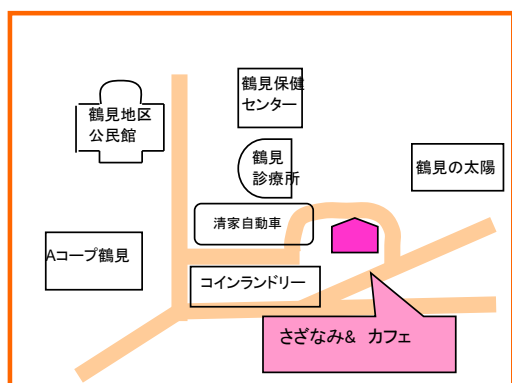 鶴見保健
センター
鶴見地区
公民館
鶴見
診療所
鶴見の太陽
清家自動車
Aコープ鶴見
コインランドリー
さざなみ& カフェ